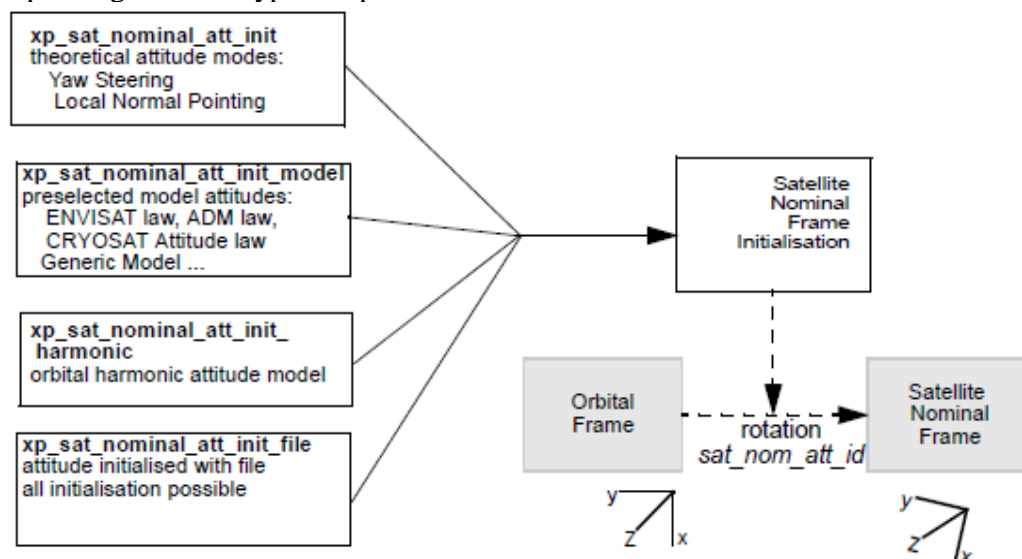 xp_sat_nominal_att_init
theoretical attitude modes:
Yaw Steering
Local Normal Pointing
xp_sat_nominal_att_init_model
preselected model attitudes:
ENVISAT law, ADM law,
CRYOSAT Attitude law
Generic Model ...
xp_sat_nominal_att_init_
harmonic
orbital harmonic attitude model
xp_sat_nominal_att_init_file
attitude initialised with file
all initialisation possible
Satellite
Nominal
Frame
Initialisation
Orbital
Frame
rotation
sat_nom_att_id
Satellite
Nominal
Frame
y
Z
x
y
z
x